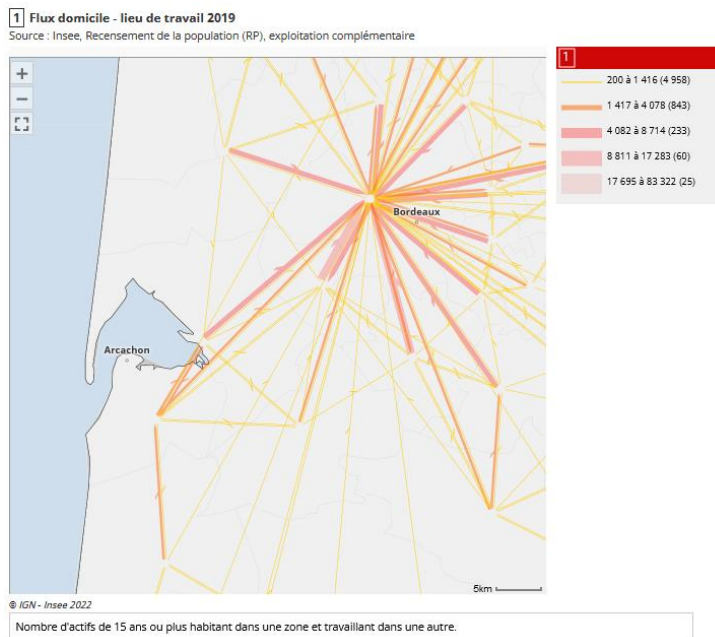 1 Flux domicile - lieu de travail 2019
Source : Insee, Recensement de la population (RP), exploitation complémentaire
+
−
1
200 à 1 416 (4 958)
1 417 à 4 078 (843)
4 082 à 8 714 (233)
8 811 à 17 283 (60)
17 695 à 83 322 (25)
Bordeaux
Arcachon
5km
© IGN - Insee 2022
Nombre d'actifs de 15 ans ou plus habitant dans une zone et travaillant dans une autre.